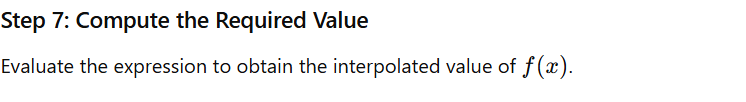 Step 7: Compute the Required Value
Evaluate the expression to obtain the interpolated value of f(x).